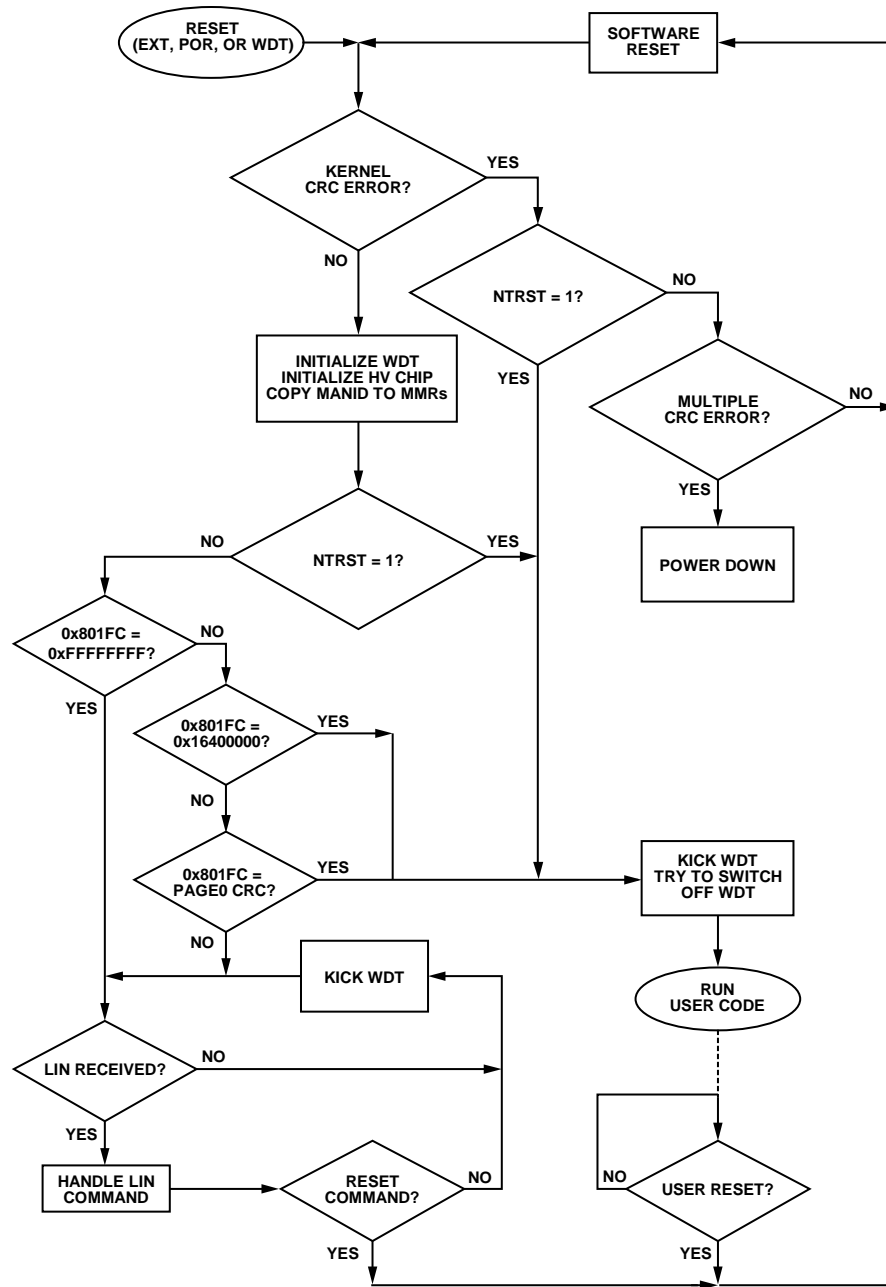 RESET
(EXT, POR, OR WDT)
SOFTWARE
RESET
KERNEL
CRC ERROR?
YES
NO
NTRST = 1?
NO
YES
INITIALIZE WDT
INITIALIZE HV CHIP
COPY MANID TO MMRs
MULTIPLE
CRC ERROR?
NO
YES
POWER DOWN
NTRST = 1?
NO
YES
0x801FC =
0xFFFFFFFF?
NO
YES
0x801FC =
0x16400000?
YES
NO
0x801FC =
PAGE0 CRC?
YES
NO
KICK WDT
TRY TO SWITCH
OFF WDT
KICK WDT
RUN
USER CODE
LIN RECEIVED?
NO
YES
HANDLE LIN
COMMAND
RESET
COMMAND?
NO
YES
USER RESET?
NO
YES